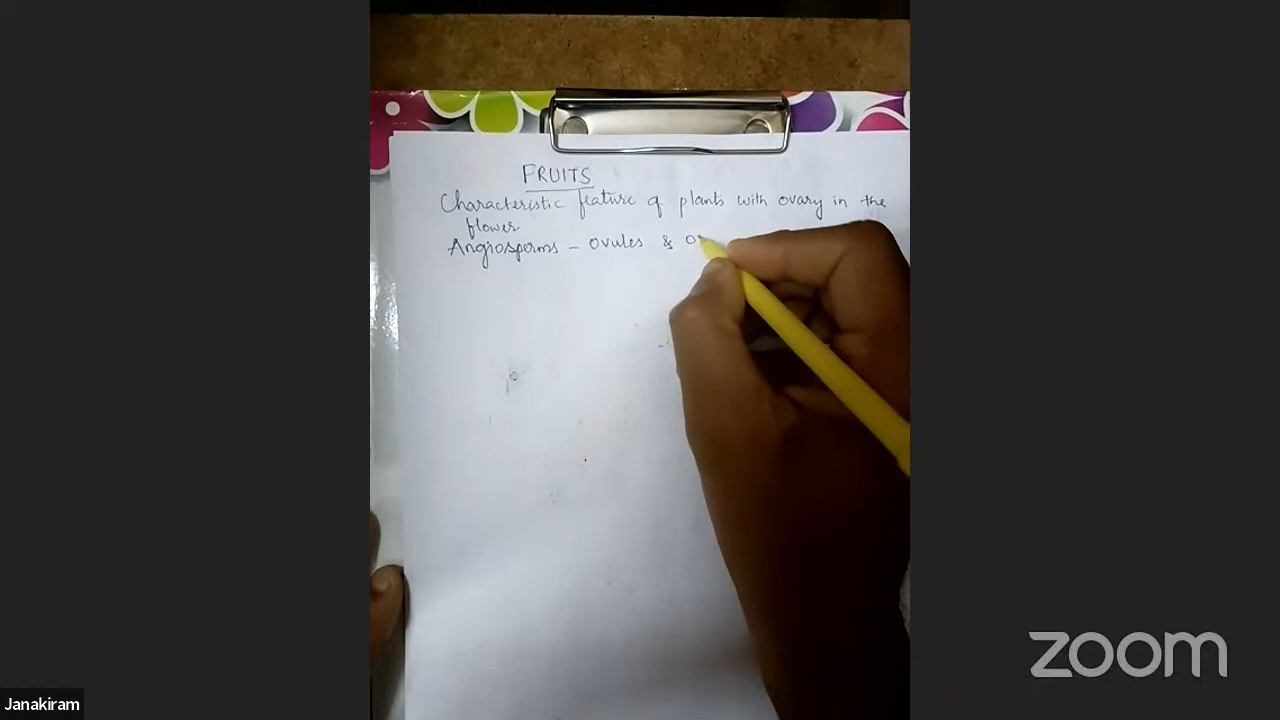 FRUITS
Characteristic feature of plants with ovary in the
flower
Angiosperms - ovules &
zoom
Janakiram